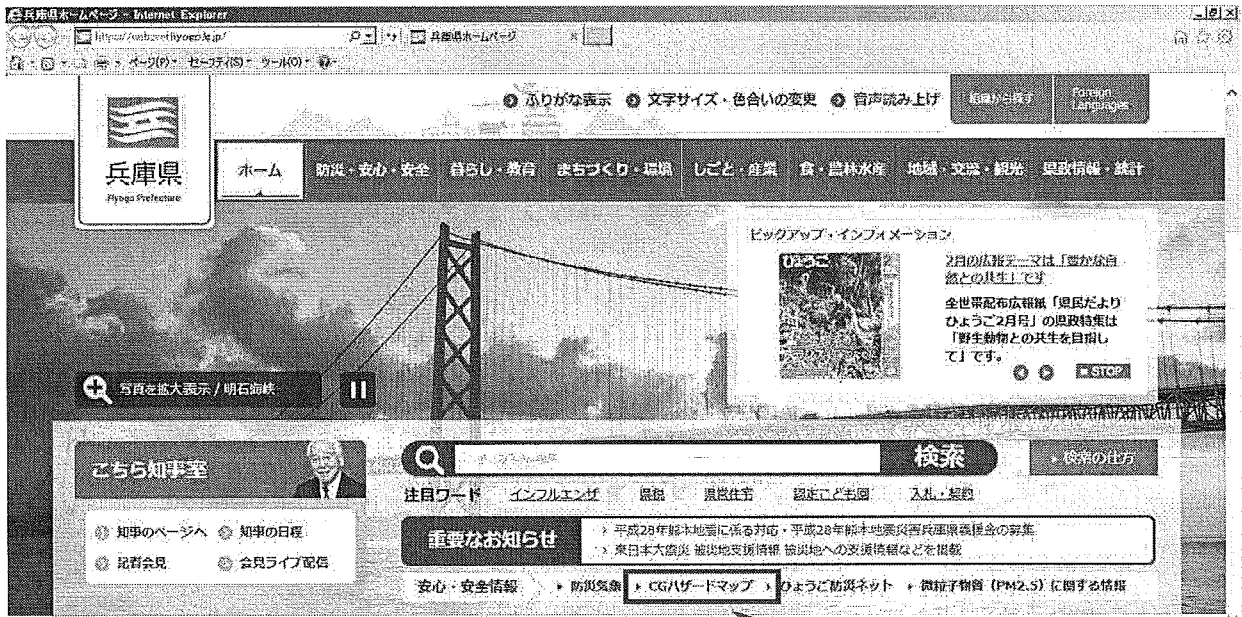 兵庫県ホームページ - Internet Explorer
兵庫県ホームページ
ページ(P) セーフティ(S) ツール(O)
ふりがな表示 文字サイズ・色合いの変更 音声読み上げ 組織から探す Foreign Languages
兵庫県
Hyogo Prefecture
ホーム 防災・安心・安全 暮らし・教育 まちづくり・環境 しごと・産業 食・農林水産 地域・交流・観光 県政情報・統計
ピックアップ・インフォメーション
ひょうご
2月の広報テーマは「豊かな自
然との共生」です
全世帯配布広報紙「県民だより
ひょうご2月号」の県政特集は
「野生動物との共生を目指し
て」です。
STOP
写真を拡大表示 / 明石海峡
こちら知事室
検索 検索の仕方
注目ワード インフルエンザ 県税 県営住宅 認定こども園 入札・契約
知事のページへ 知事の日程
記者会見 会見ライブ配信
重要なお知らせ
平成28年熊本地震に係る対応・平成28年熊本地震災害兵庫県義援金の募集
東日本大震災 被災地支援情報 被災地への支援情報などを掲載
安心・安全情報 防災気象 CGハザードマップ ひょうご防災ネット 微粒子物質（PM2.5）に関する情報